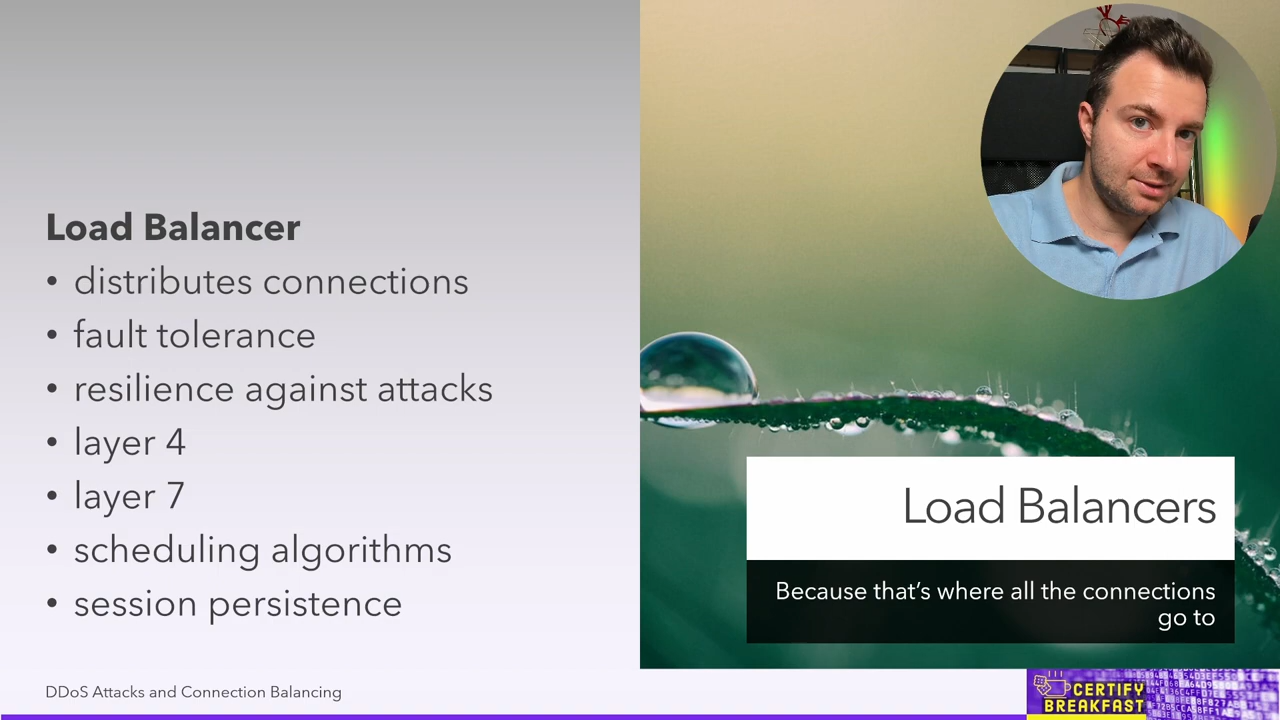 Load Balancer
• distributes connections
• fault tolerance
• resilience against attacks
• layer 4
• layer 7
• scheduling algorithms
• session persistence
Load Balancers
Because that’s where all the connections
go to
DDoS Attacks and Connection Balancing
CERTIFY
BREAKFAST